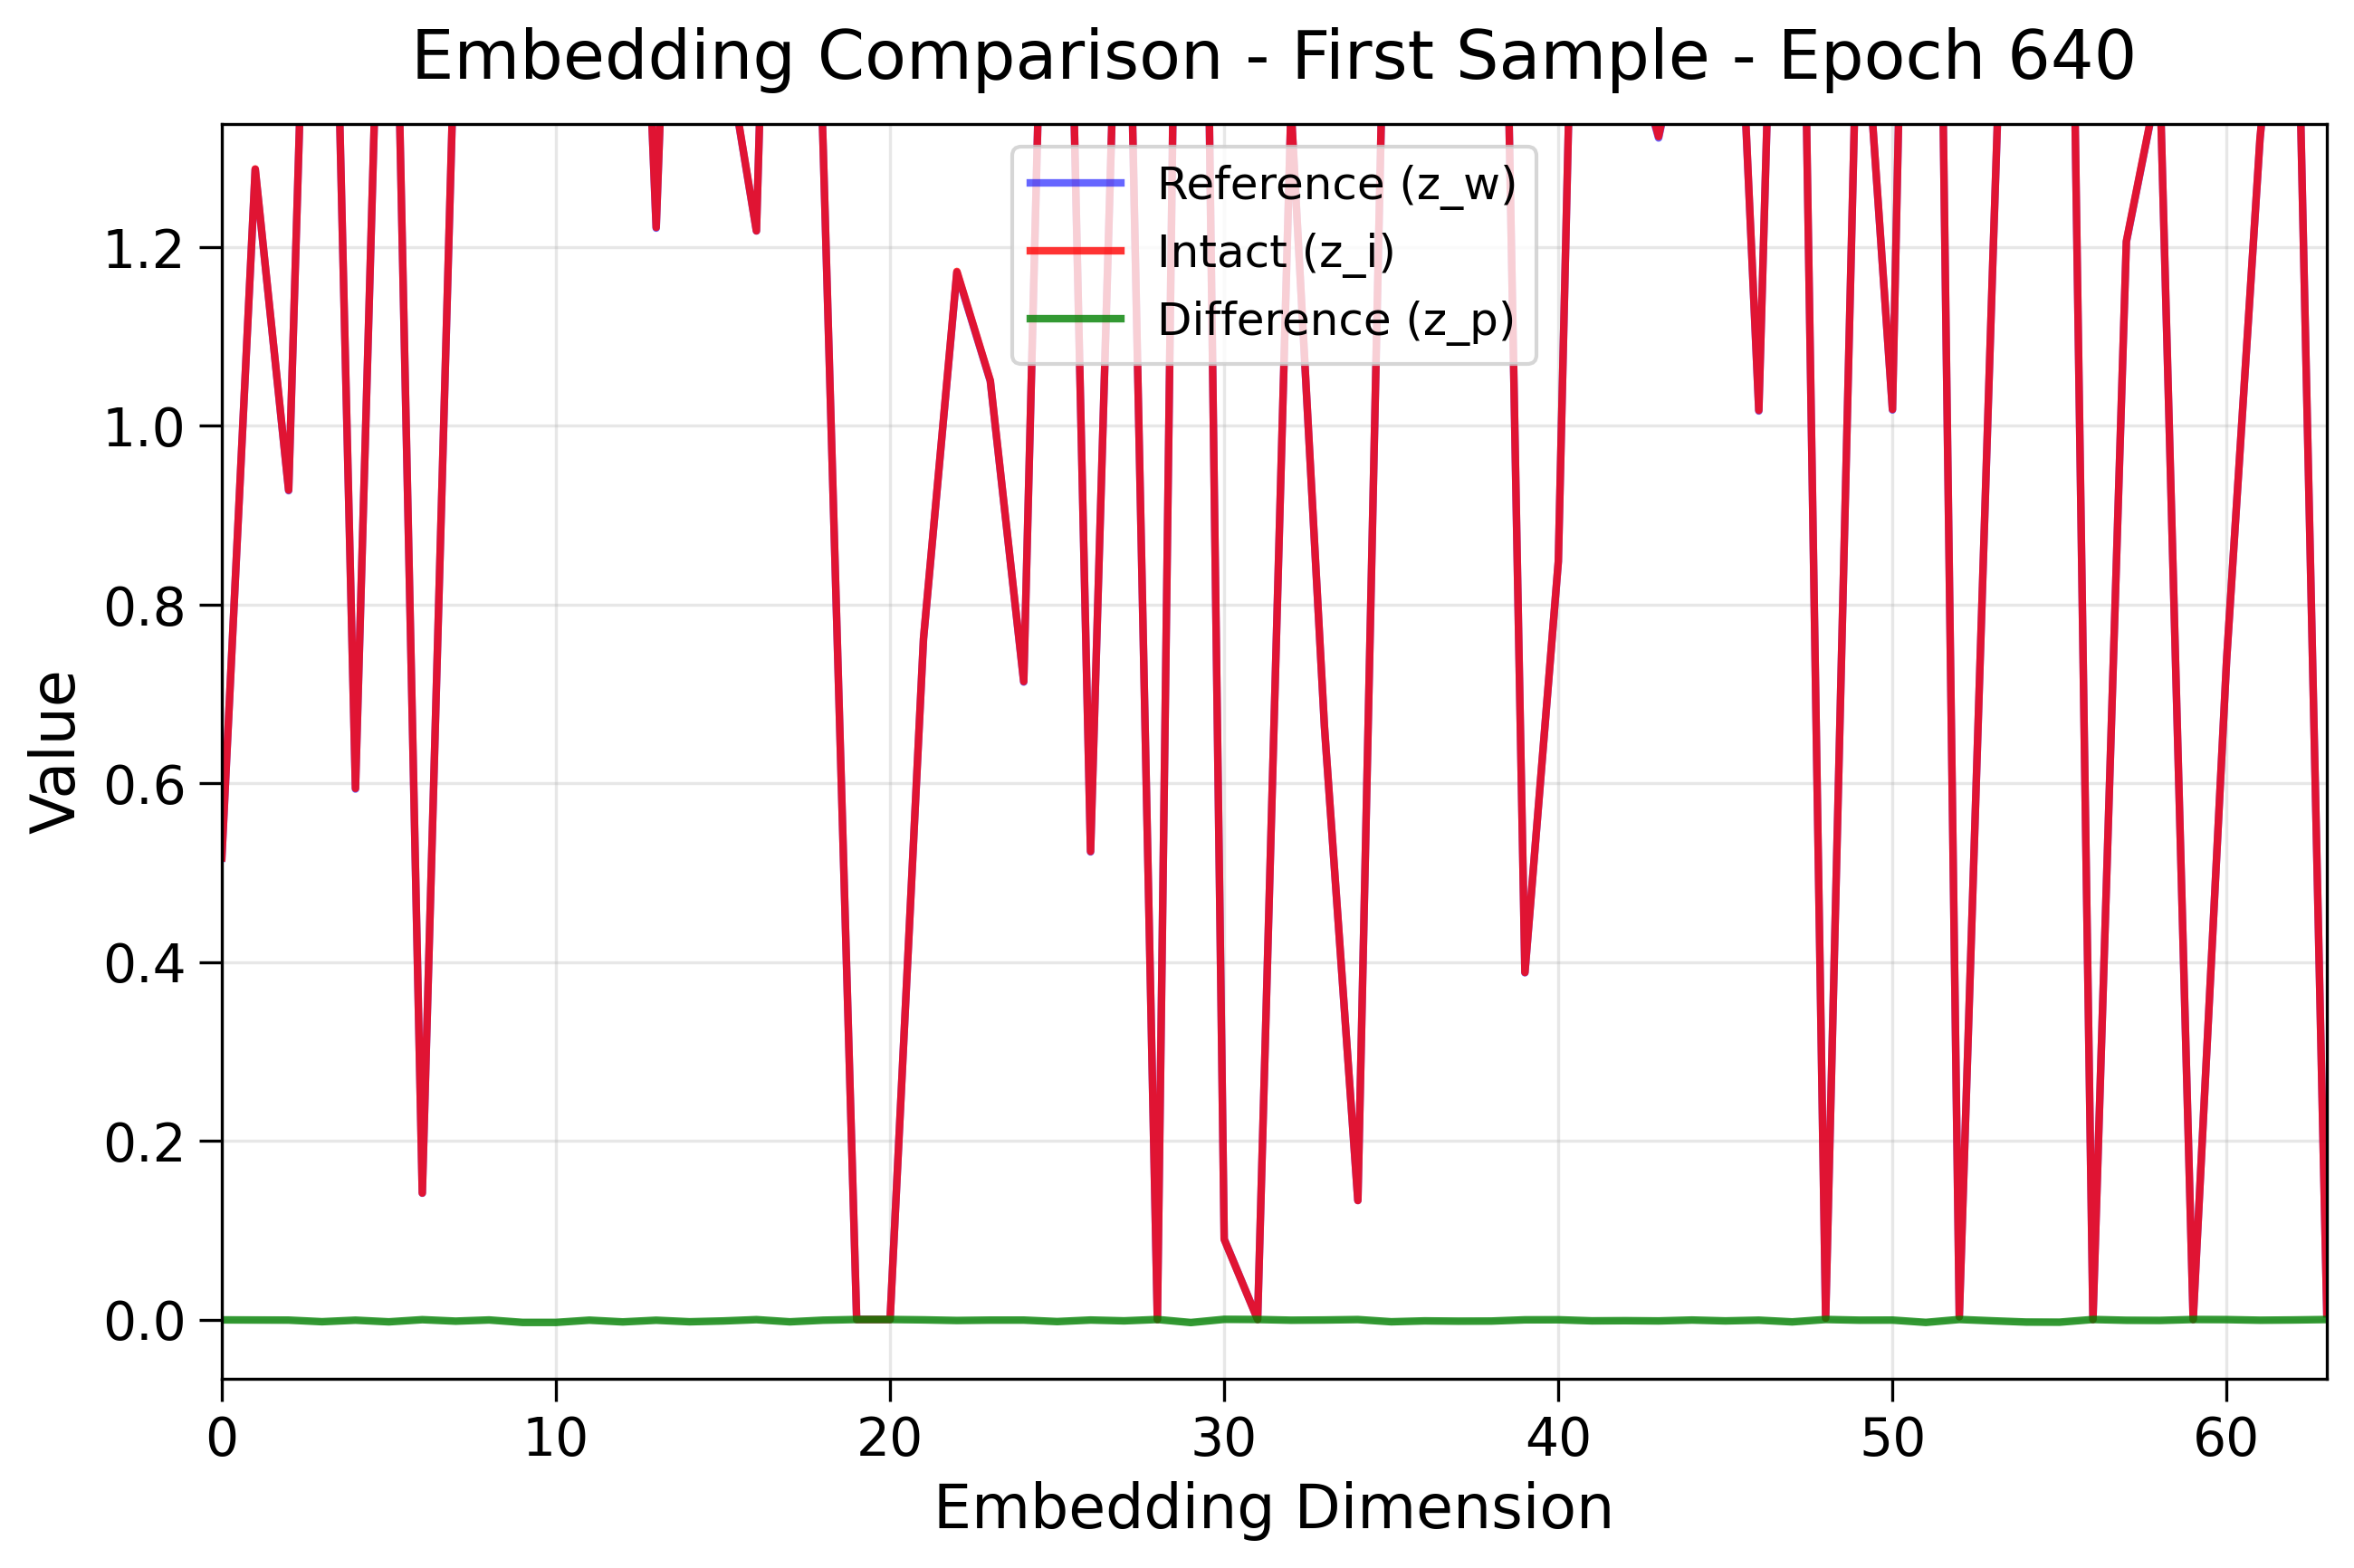 Embedding Comparison - First Sample - Epoch 640
Reference (z_w)
Intact (z_i)
Difference (z_p)
1.2
1.0
0.8
0.6
0.4
0.2
0.0
Value
0 10 20 30 40 50 60
Embedding Dimension